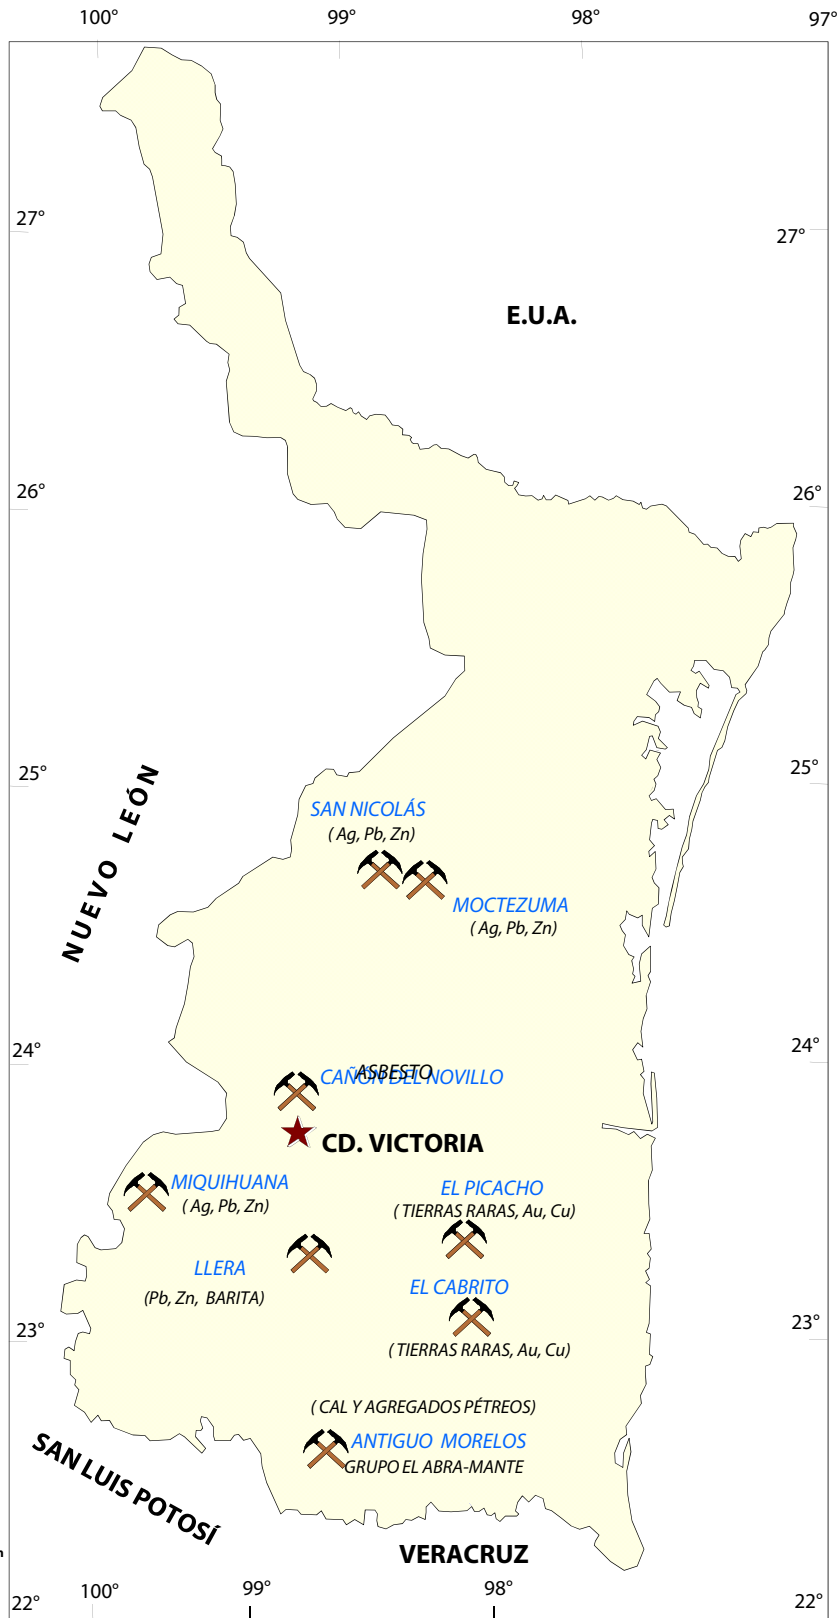 100° 99° 98° 97°
27° 27°
E.U.A.
26° 26°
25° 25°
NUEVO LEÓN
SAN NICOLÁS
( Ag, Pb, Zn)
MOCTEZUMA
( Ag, Pb, Zn)
24° 24°
ASBESTO
CAÑÓN DEL NOVILLO
CD. VICTORIA
MIQUIHUANA
( Ag, Pb, Zn)
EL PICACHO
( TIERRAS RARAS, Au, Cu)
LLERA
(Pb, Zn, BARITA)
EL CABRITO
23° 23°
( TIERRAS RARAS, Au, Cu)
( CAL Y AGREGADOS PÉTREOS)
ANTIGUO MORELOS
GRUPO EL ABRA-MANTE
SAN LUIS POTOSÍ
VERACRUZ
22° 100° 99° 98° 22°